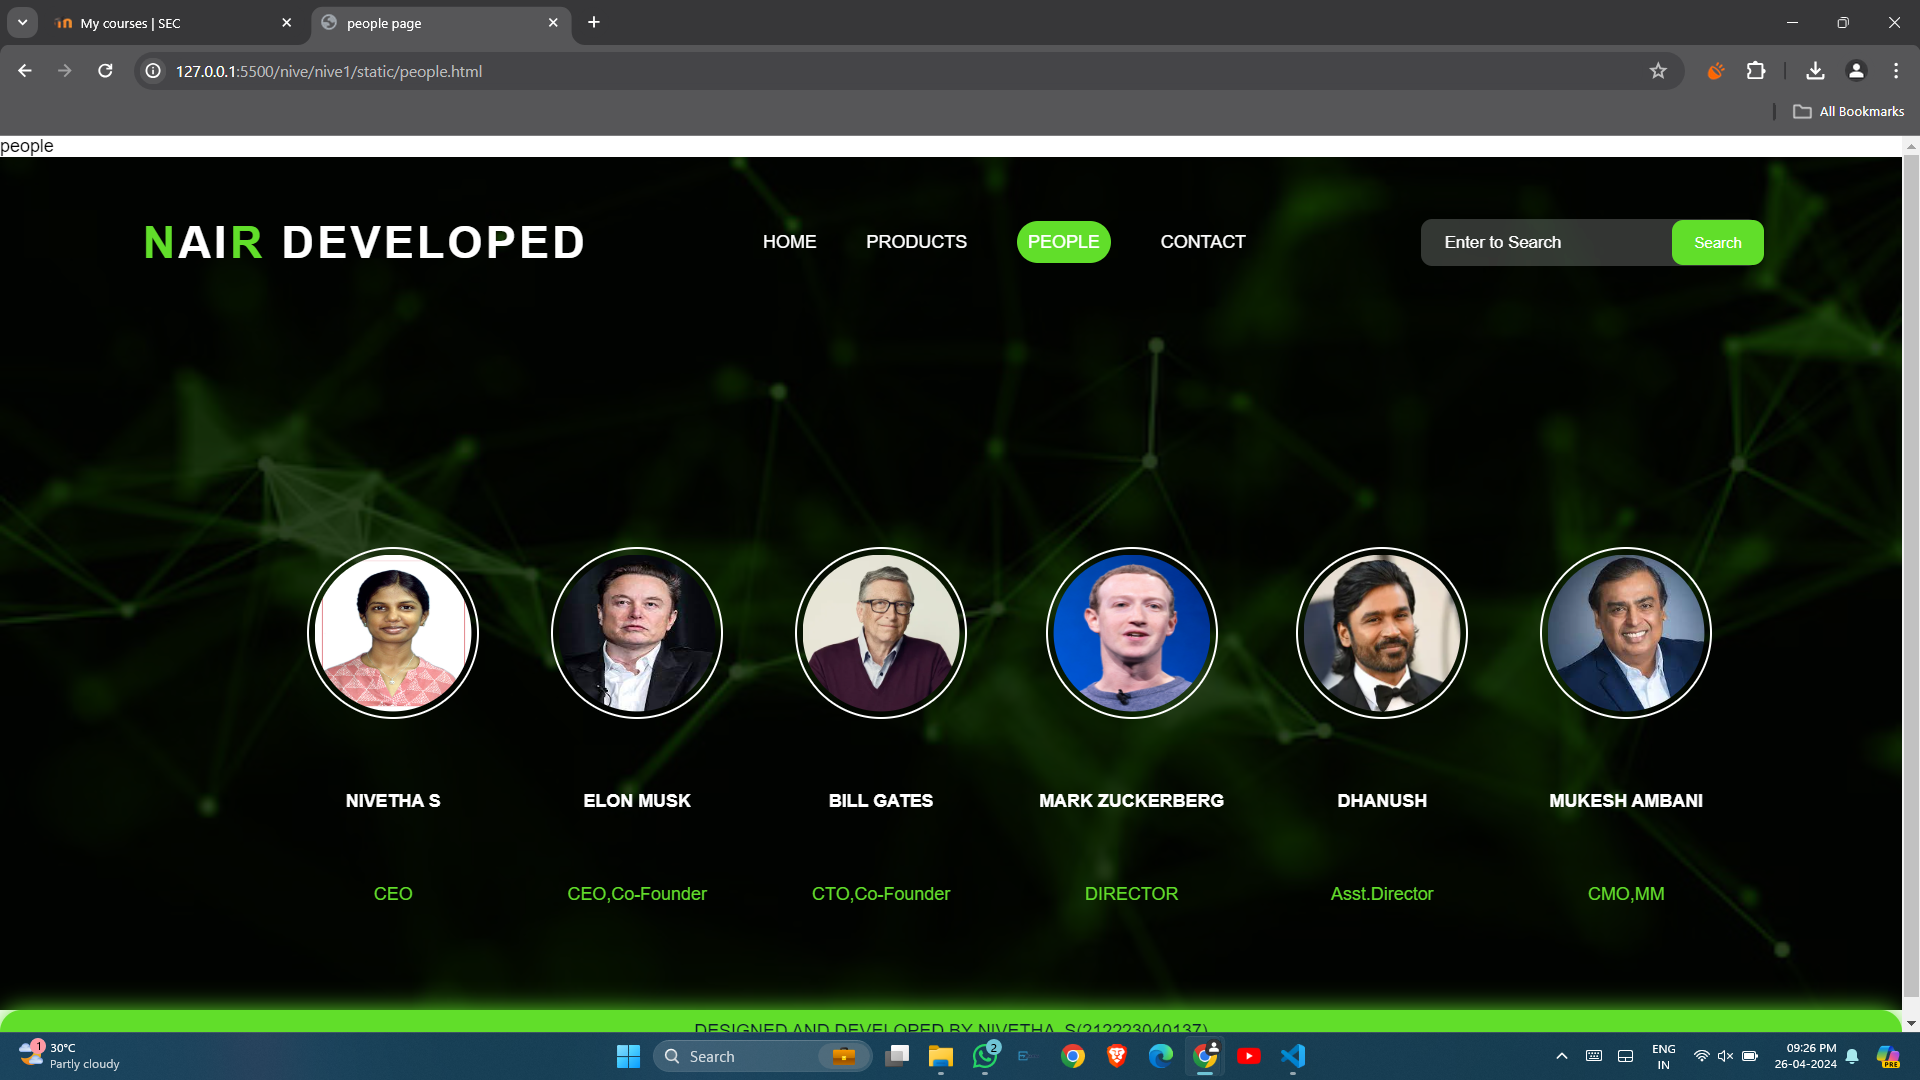 My courses | SEC
people page
127.0.0.1:5500/nive/nive1/static/people.html
All Bookmarks
people
NAIR DEVELOPED
HOME
PRODUCTS
PEOPLE
CONTACT
Enter to Search
Search
NIVETHA S
ELON MUSK
BILL GATES
MARK ZUCKERBERG
DHANUSH
MUKESH AMBANI
CEO
CEO,Co-Founder
CTO,Co-Founder
DIRECTOR
Asst.Director
CMO,MM
DESIGNED AND DEVELOPED BY NIVETHA S(212223040137)
1
30°C
Partly cloudy
Search
2
ENG
IN
09:26 PM
26-04-2024
PRE